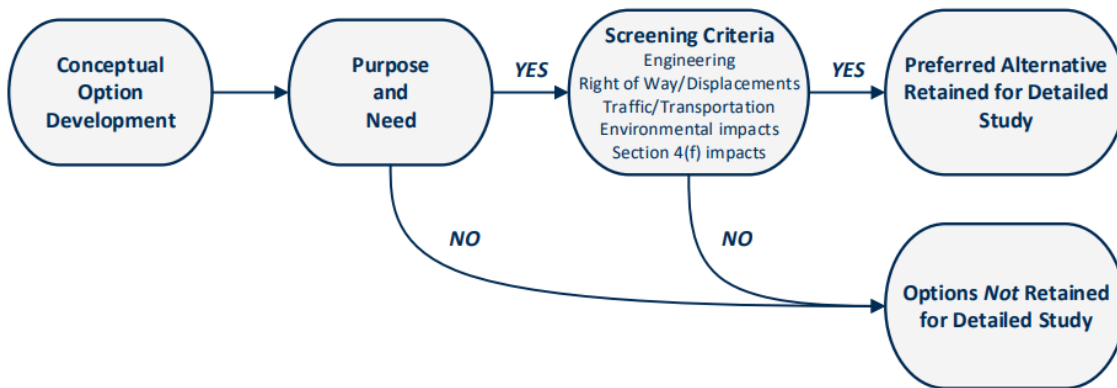 Conceptual
Option
Development
Purpose
and
Need
YES
Screening Criteria
Engineering
Right of Way/Displacements
Traffic/Transportation
Environmental impacts
Section 4(f) impacts
YES
Preferred Alternative
Retained for Detailed
Study
NO
NO
Options Not Retained
for Detailed Study